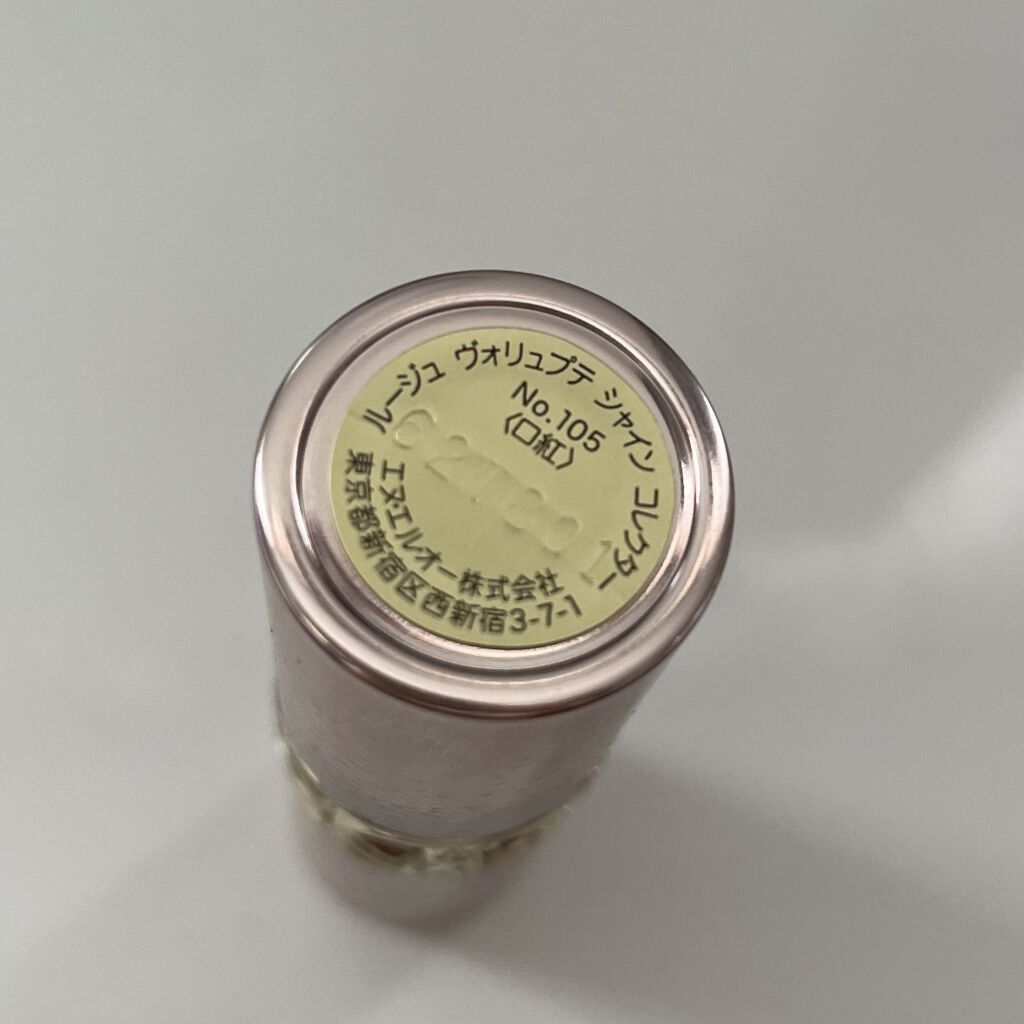 ルージュ ヴォリュプテ シャイン コレクター
No.105
〈口紅〉
エヌ・エルオー株式会社
東京都新宿区西新宿3-7-1